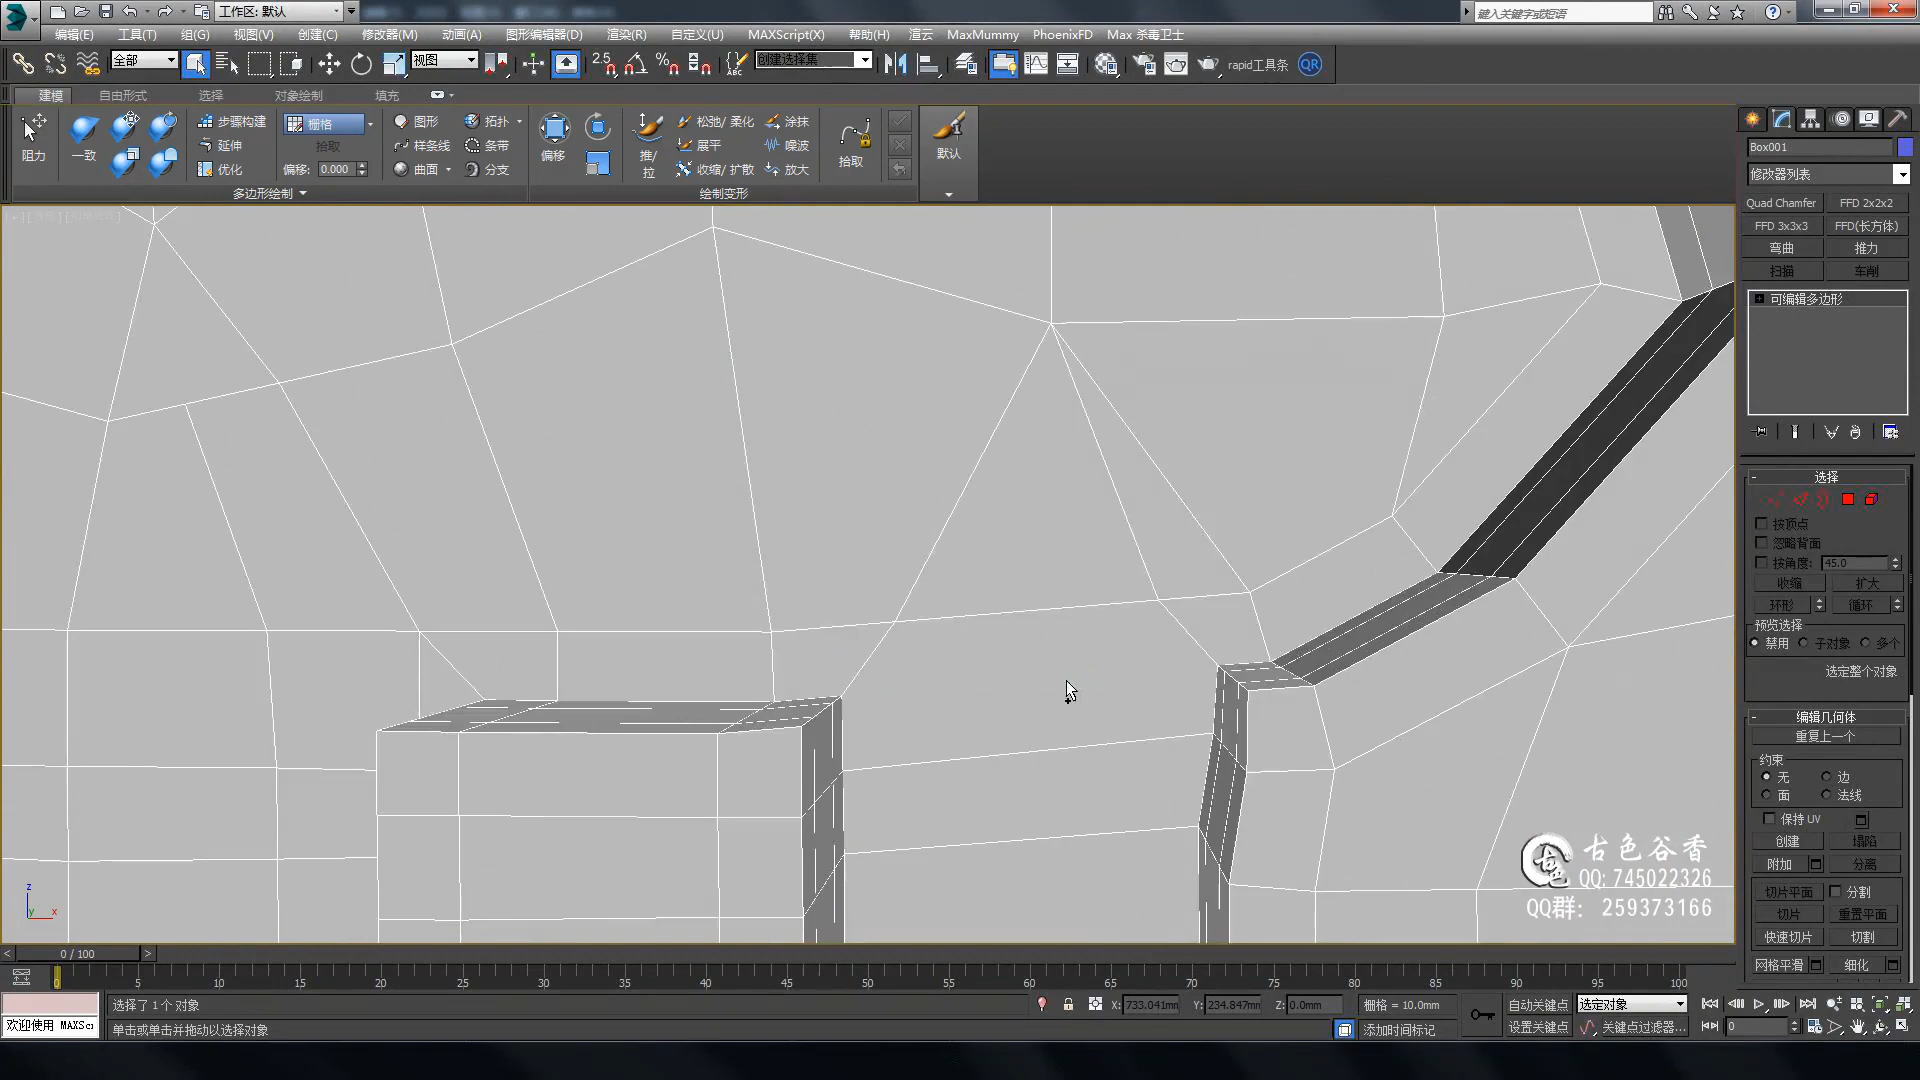 工作区: 默认
键入关键字或短语
编辑(E) 工具(T) 组(G) 视图(V) 创建(C) 修改器(M) 动画(A) 图形编辑器(D) 渲染(R) 自定义(U) MAXScript(X) 帮助(H) 渲云 MaxMummy PhoenixFD Max 杀毒卫士
全部 视图 2.5 创建选择集 rapid工具条 QR
建模 自由形式 选择 对象绘制 填充
阻力 一致 步骤构建 延伸 优化 栅格 拾取 偏移: 0.000 图形 样条线 曲面 拓扑 条带 分支
偏移 推/拉 松弛/柔化 展平 收缩/扩散 涂抹 噪波 放大 拾取 默认
多边形绘制 绘制变形
Box001
修改器列表
Quad Chamfer FFD 2x2x2
FFD 3x3x3 FFD(长方体)
弯曲 推力
扫描 车削
可编辑多边形
选择
按顶点
忽略背面
按角度: 45.0
收缩 扩大
环形 循环
预览选择
禁用 子对象 多个
选定整个对象
编辑几何体
重复上一个
约束
无 边
面 法线
保持 UV
创建 塌陷
附加 分离
切片平面 分割
切片 重置平面
快速切片 切割
网格平滑 细化
古色谷香
QQ: 745022326
QQ群: 259373166
z
y x
0 / 100
0 5 10 15 20 25 30 35 40 45 50 55 60 65 70 75 80 85 90 95 100
选择了 1 个 对象 X: 733.041mm Y: 234.847mm Z: 0.0mm 栅格 = 10.0mm 自动关键点 选定对象
欢迎使用 MAXSc 单击或单击并拖动以选择对象 添加时间标记 设置关键点 关键点过滤器... 0